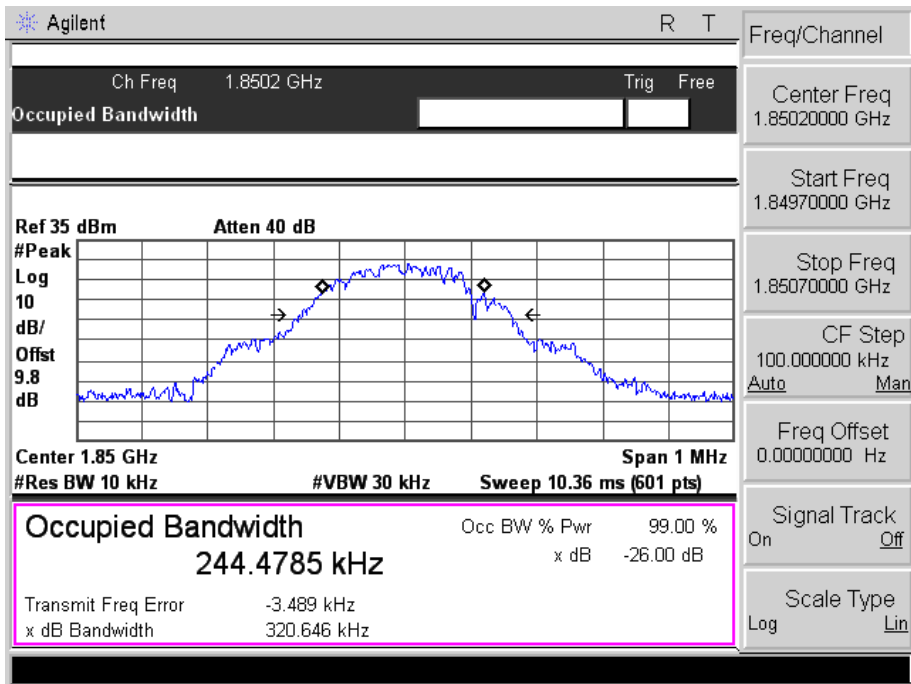 Agilent R T
Ch Freq 1.8502 GHz Trig Free
Occupied Bandwidth
Ref 35 dBm Atten 40 dB
#Peak
Log
10
dB/
Offst
9.8
dB
Center 1.85 GHz Span 1 MHz
#Res BW 10 kHz #VBW 30 kHz Sweep 10.36 ms (601 pts)
Occupied Bandwidth
244.4785 kHz
Occ BW % Pwr 99.00 %
x dB -26.00 dB
Transmit Freq Error -3.489 kHz
x dB Bandwidth 320.646 kHz
Freq/Channel
Center Freq
1.85020000 GHz
Start Freq
1.84970000 GHz
Stop Freq
1.85070000 GHz
CF Step
100.000000 kHz
Auto Man
Freq Offset
0.00000000 Hz
Signal Track
On Off
Scale Type
Log Lin